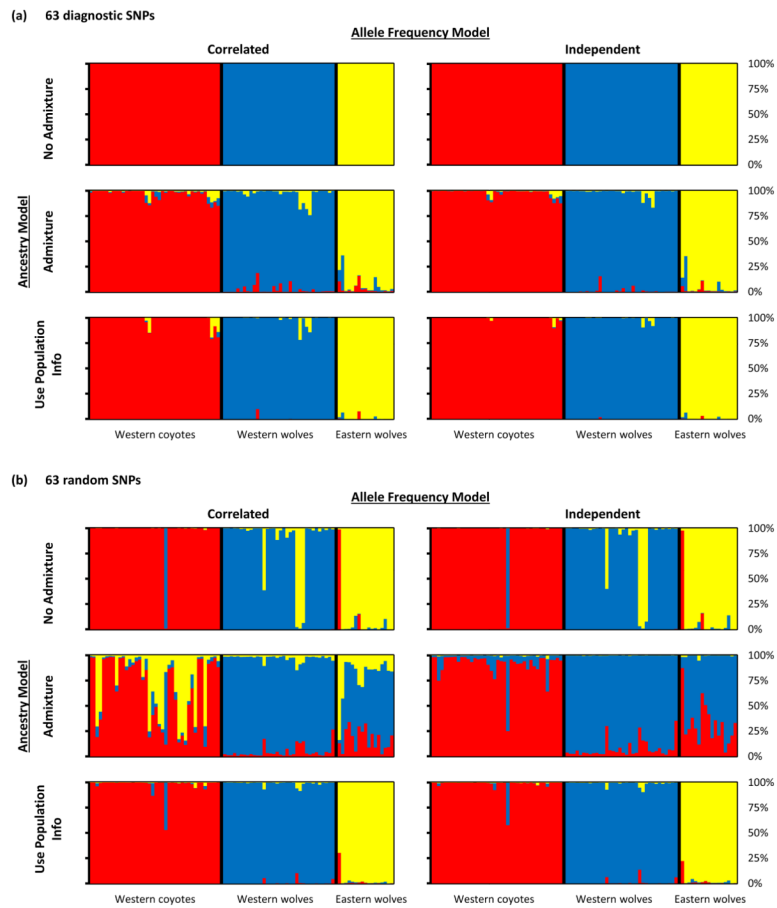 (a) 63 diagnostic SNPs
Allele Frequency Model
Correlated Independent
Ancestry Model
No Admixture
100%
75%
50%
25%
0%
Admixture
100%
75%
50%
25%
0%
Use Population
Info
100%
75%
50%
25%
0%
Western coyotes Western wolves Eastern wolves Western coyotes Western wolves Eastern wolves
(b) 63 random SNPs
Allele Frequency Model
Correlated Independent
Ancestry Model
No Admixture
100%
75%
50%
25%
0%
Admixture
100%
75%
50%
25%
0%
Use Population
Info
100%
75%
50%
25%
0%
Western coyotes Western wolves Eastern wolves Western coyotes Western wolves Eastern wolves